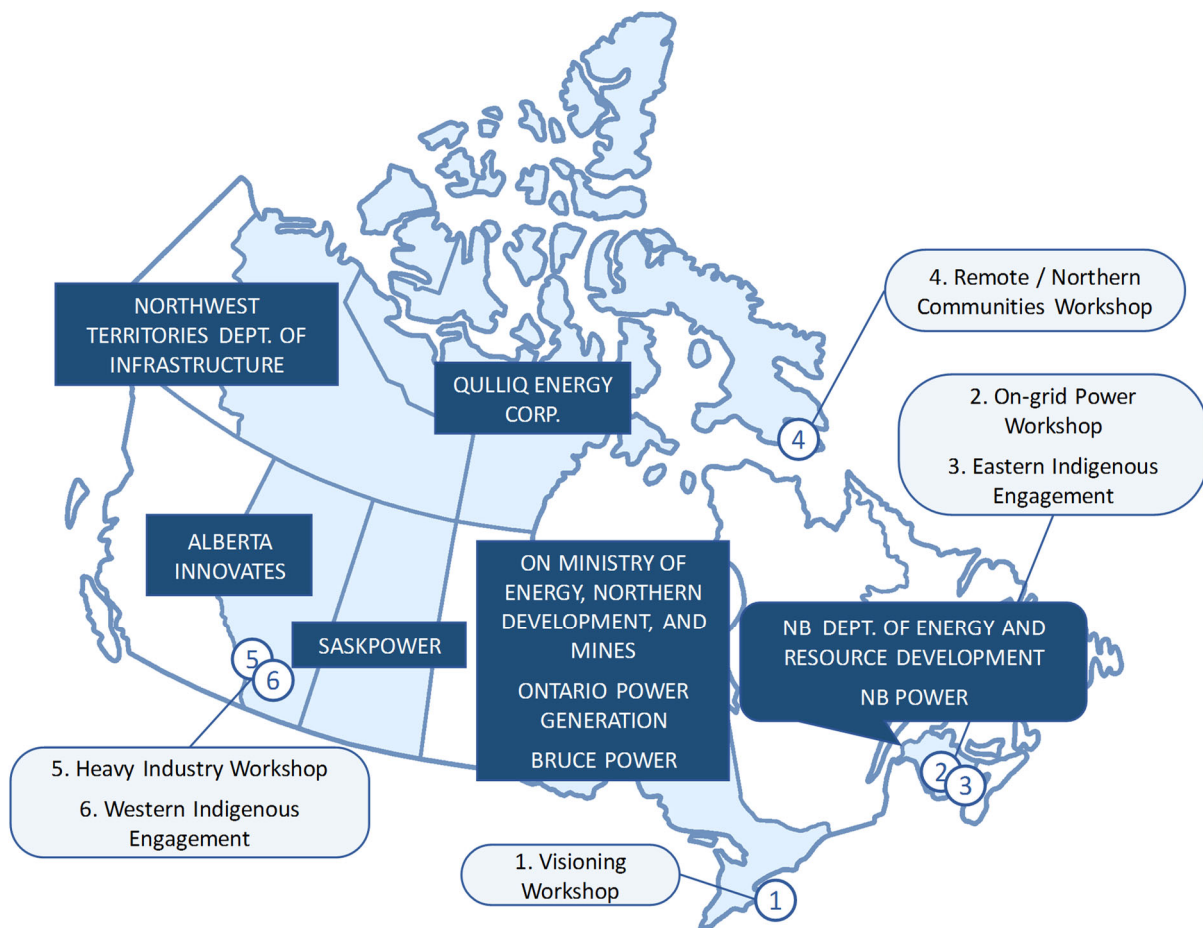 NORTHWEST
TERRITORIES DEPT. OF
INFRASTRUCTURE
QULLIQ ENERGY
CORP.
4. Remote / Northern
Communities Workshop
4
2. On-grid Power
Workshop
3. Eastern Indigenous
Engagement
ALBERTA
INNOVATES
SASKPOWER
ON MINISTRY OF
ENERGY, NORTHERN
DEVELOPMENT, AND
MINES
ONTARIO POWER
GENERATION
BRUCE POWER
NB DEPT. OF ENERGY AND
RESOURCE DEVELOPMENT
NB POWER
5
6
2
3
5. Heavy Industry Workshop
6. Western Indigenous
Engagement
1. Visioning
Workshop
1